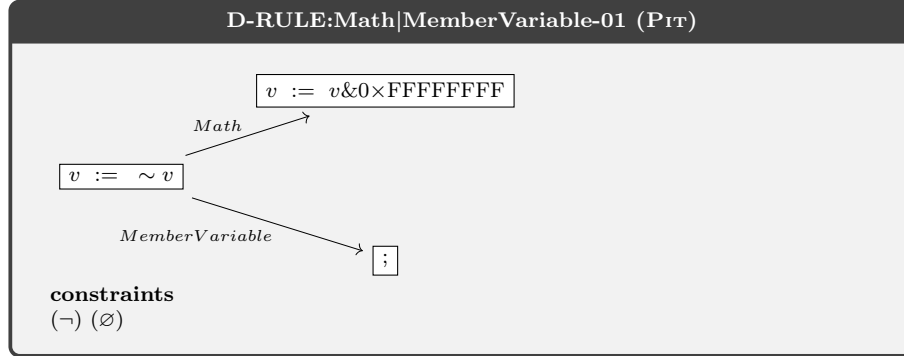 D-RULE:Math|MemberVariable-01 (PIT)
v := v&0×FFFFFFFF
Math
v := ∼ v
MemberVariable
;
constraints
(¬) (∅)